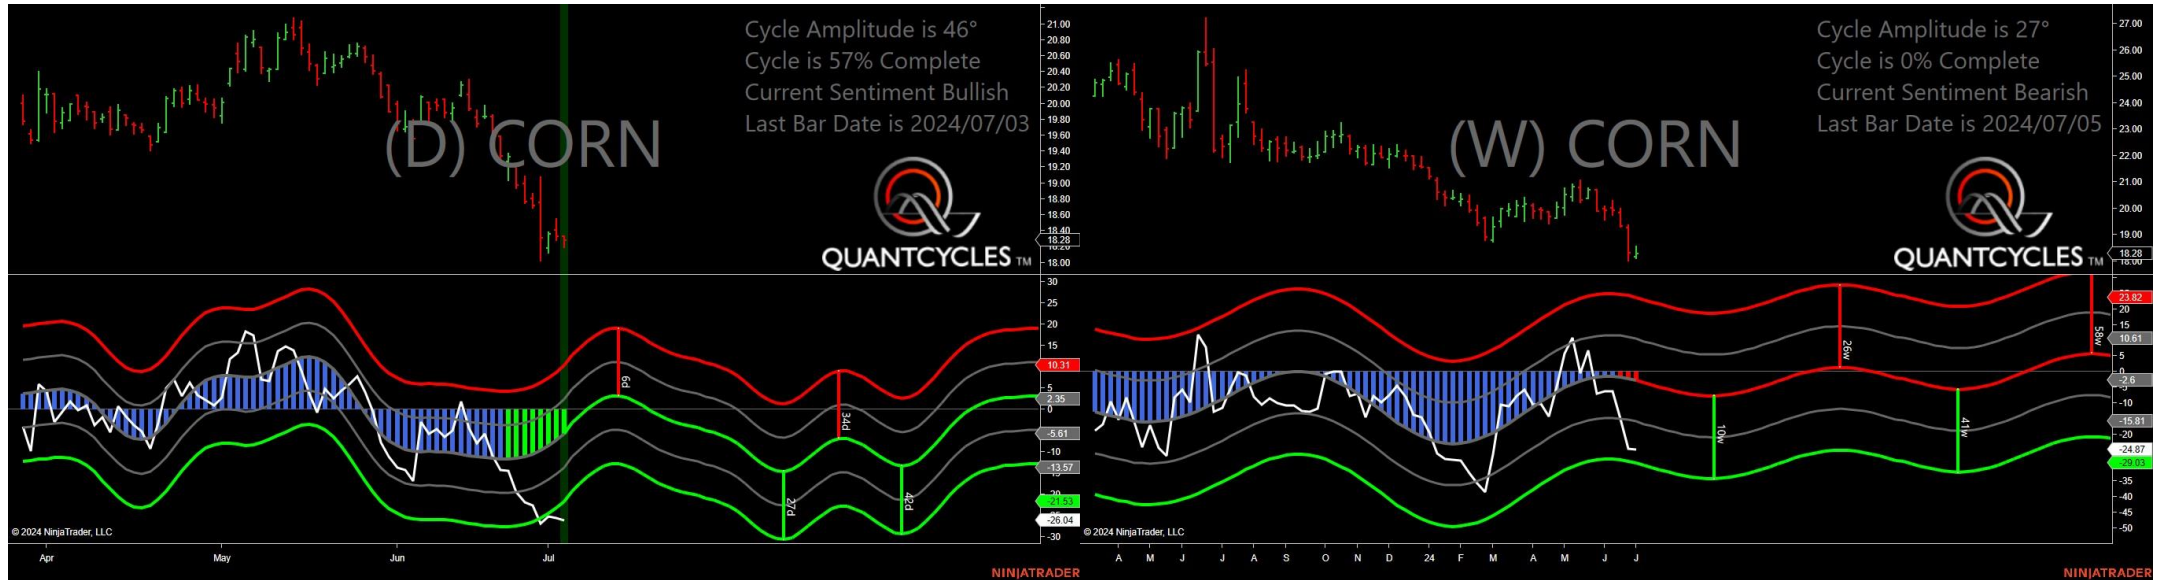 Cycle Amplitude is 46°
Cycle is 57% Complete
Current Sentiment Bullish
Last Bar Date is 2024/07/03
(D) CORN
QUANTCYCLES TM
21.00
20.80
20.60
20.40
20.20
20.00
19.80
19.60
19.40
19.20
19.00
18.80
18.60
18.40
18.28
18.20
18.00
30
25
20
15
10.31
5
2.35
0
-5.61
-10
-13.57
-20
-21.53
-26.04
-30
6d
27d
34d
42d
© 2024 NinjaTrader, LLC
Apr May Jun Jul
NINJATRADER
Cycle Amplitude is 27°
Cycle is 0% Complete
Current Sentiment Bearish
Last Bar Date is 2024/07/05
(W) CORN
QUANTCYCLES TM
27.00
26.00
25.00
24.00
23.00
22.00
21.00
20.00
19.00
18.28
18.00
23.82
20
15
10.61
5
0
-2.6
-10
-15.81
-20
-24.87
-29.03
-35
-40
-45
-50
10w
26w
41w
58w
© 2024 NinjaTrader, LLC
A M J J A S O N D 24 F M A M J J
NINJATRADER